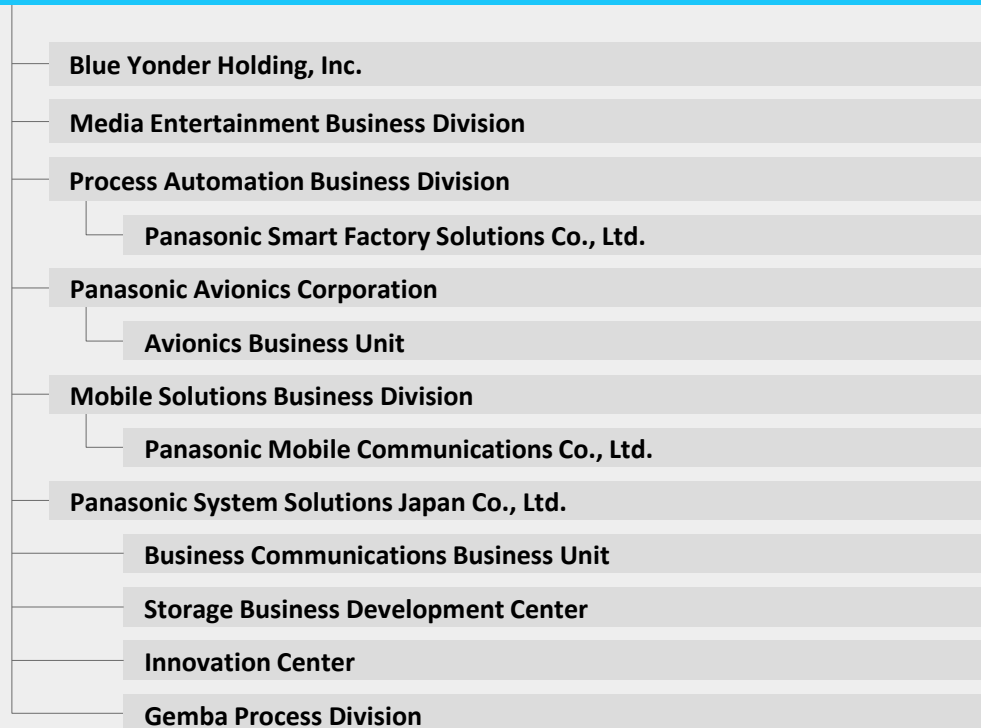 Blue Yonder Holding, Inc.
Media Entertainment Business Division
Process Automation Business Division
Panasonic Smart Factory Solutions Co., Ltd.
Panasonic Avionics Corporation
Avionics Business Unit
Mobile Solutions Business Division
Panasonic Mobile Communications Co., Ltd.
Panasonic System Solutions Japan Co., Ltd.
Business Communications Business Unit
Storage Business Development Center
Innovation Center
Gemba Process Division